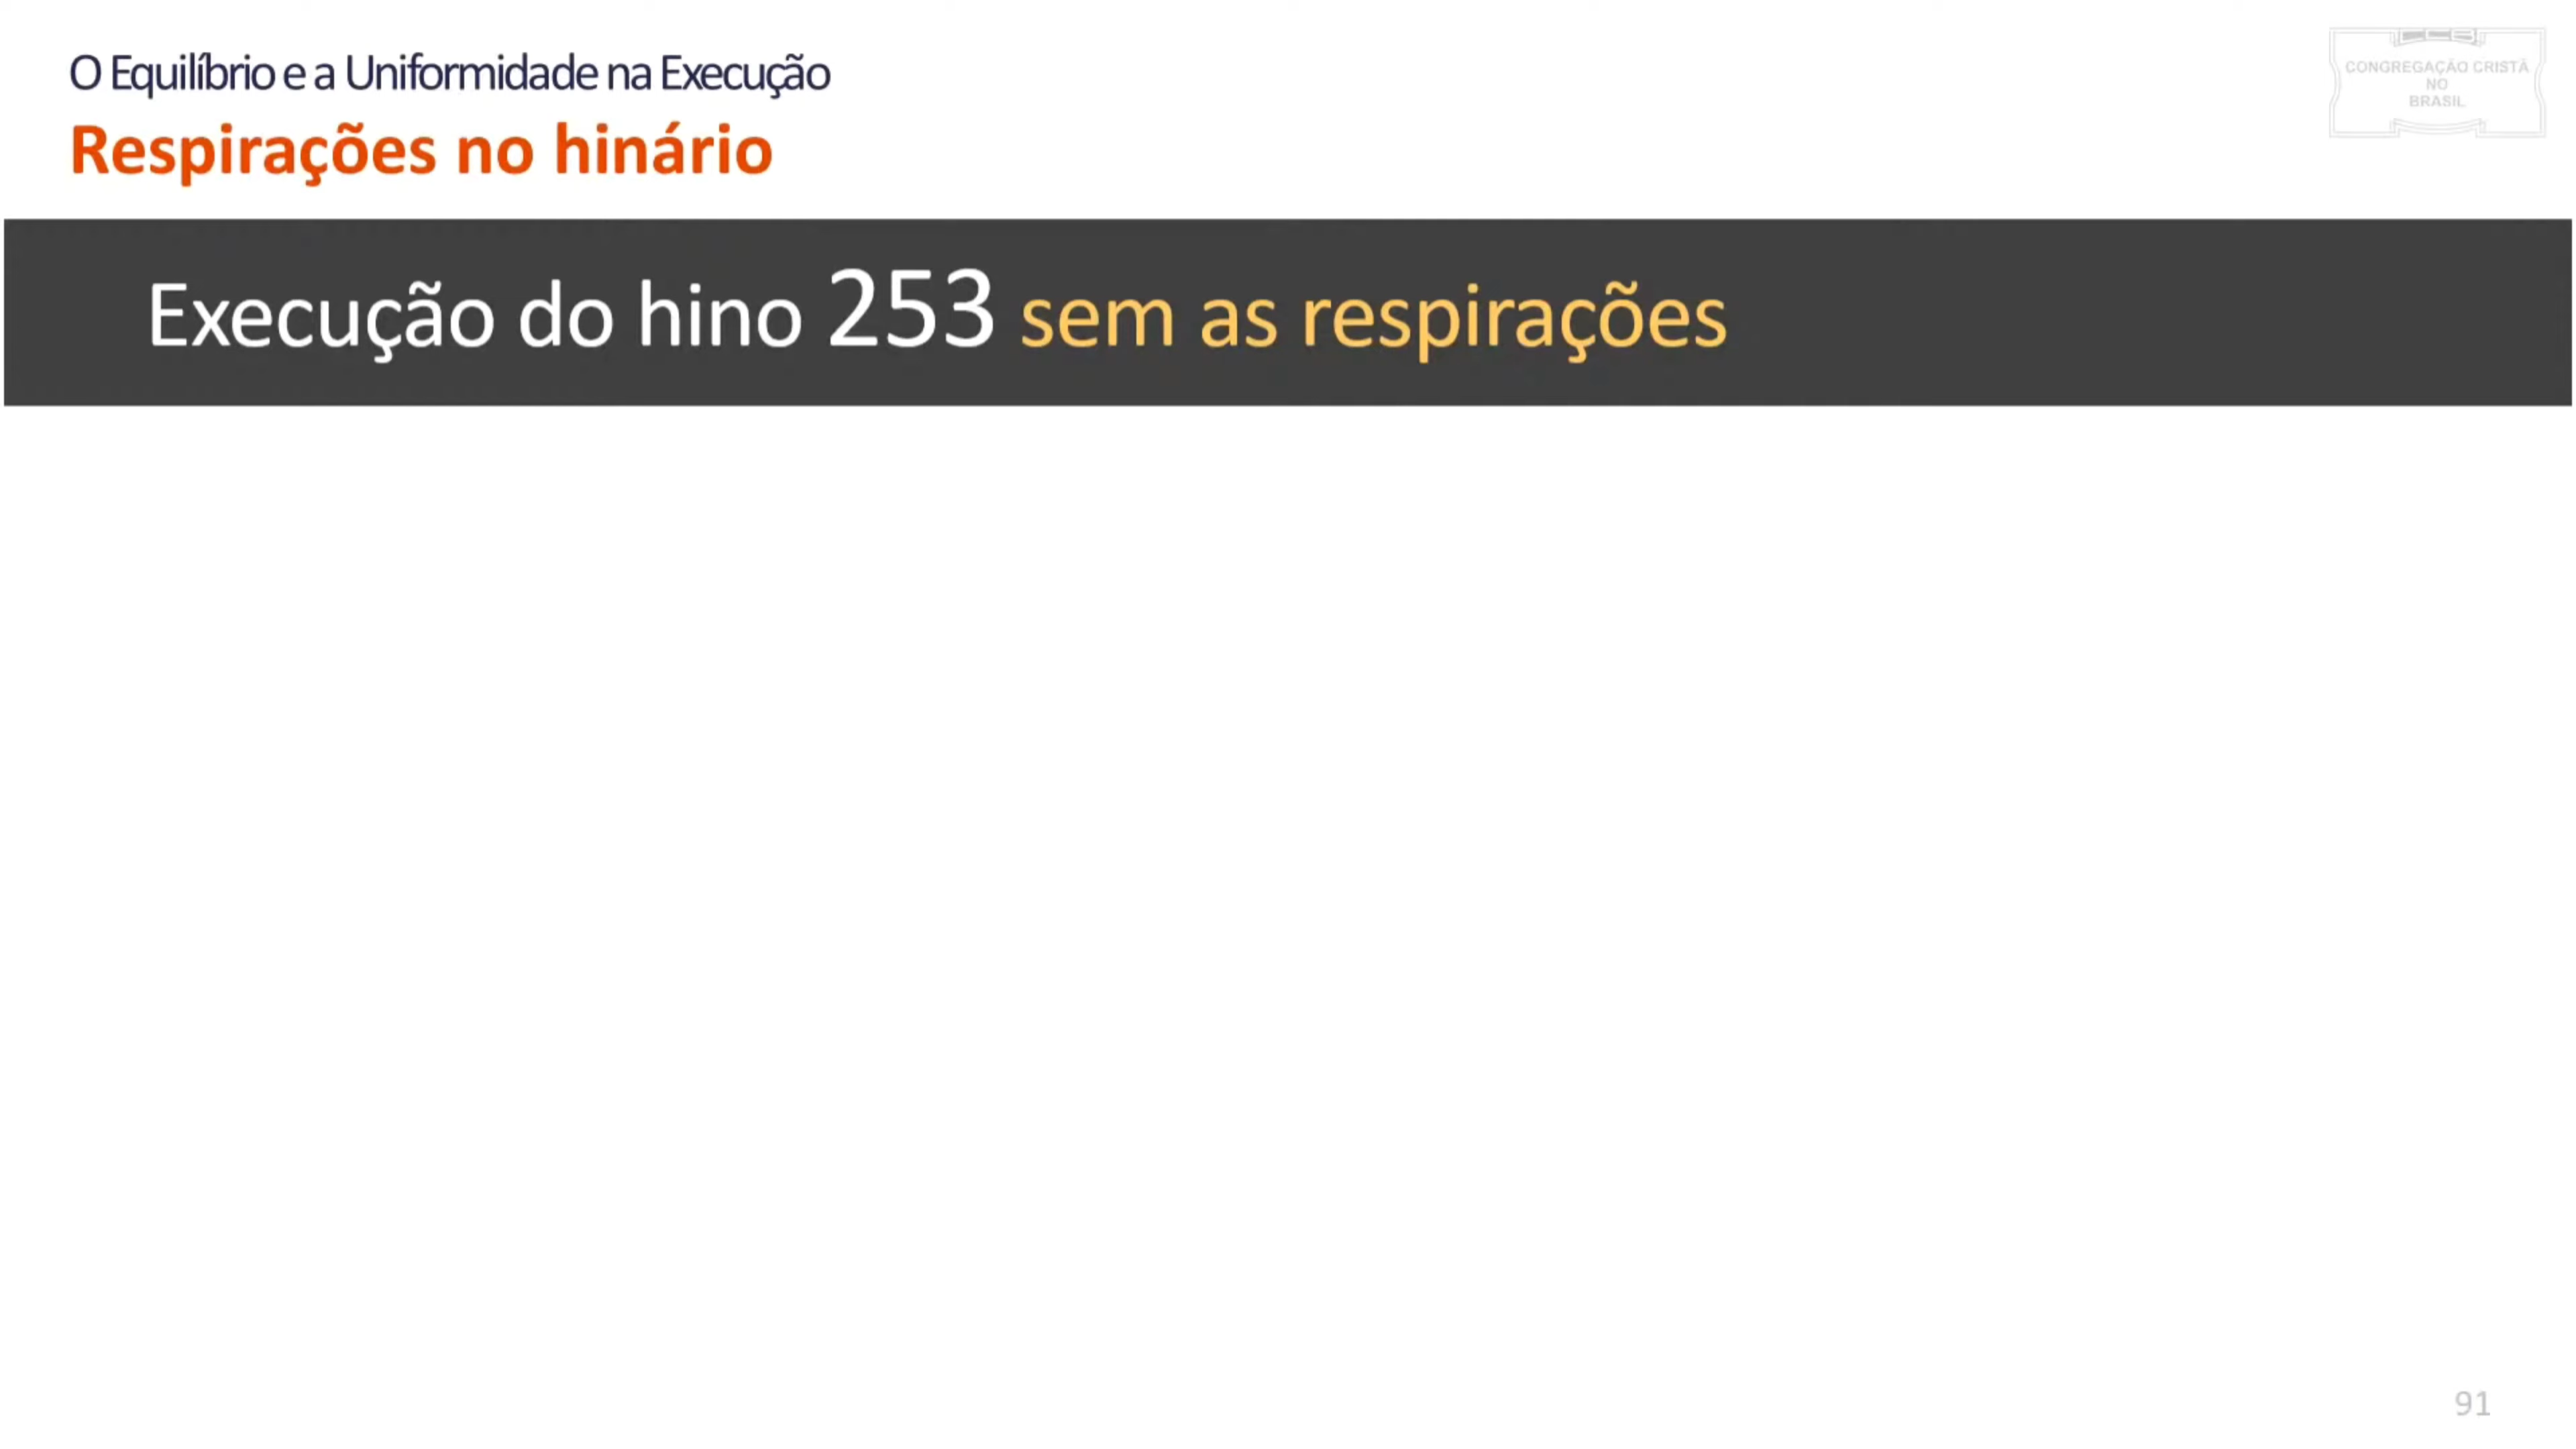 O Equilíbrio e a Uniformidade na Execução
Respirações no hinário
CCB
CONGREGAÇÃO CRISTÃ
NO
BRASIL
Execução do hino 253 sem as respirações
91